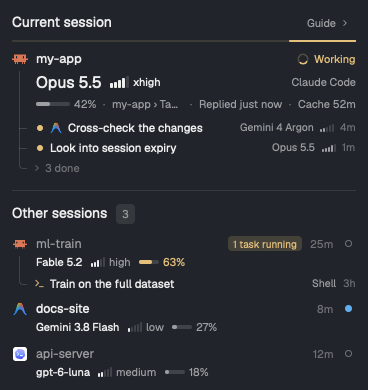 Current session
Guide >
my-app
Working
Opus 5.5 xhigh
Claude Code
42% · my-app › Ta... · Replied just now · Cache 52m
Cross-check the changes Gemini 4 Argon 4m
Look into session expiry Opus 5.5 1m
> 3 done
Other sessions 3
ml-train 1 task running 25m
Fable 5.2 high 63%
>_ Train on the full dataset Shell 3h
docs-site 8m
Gemini 3.8 Flash low 27%
api-server 12m
gpt-6-luna medium 18%